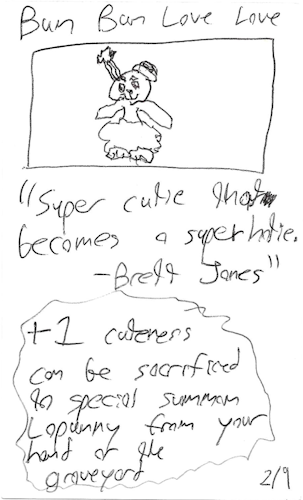 Bun Bun Love Love
"Super cutie that
becomes a superhotie.
-Brett Jones"
+1 cuteness
can be sacrificed
to special summon
Lopunny from your
hand or the
graveyard
2/9